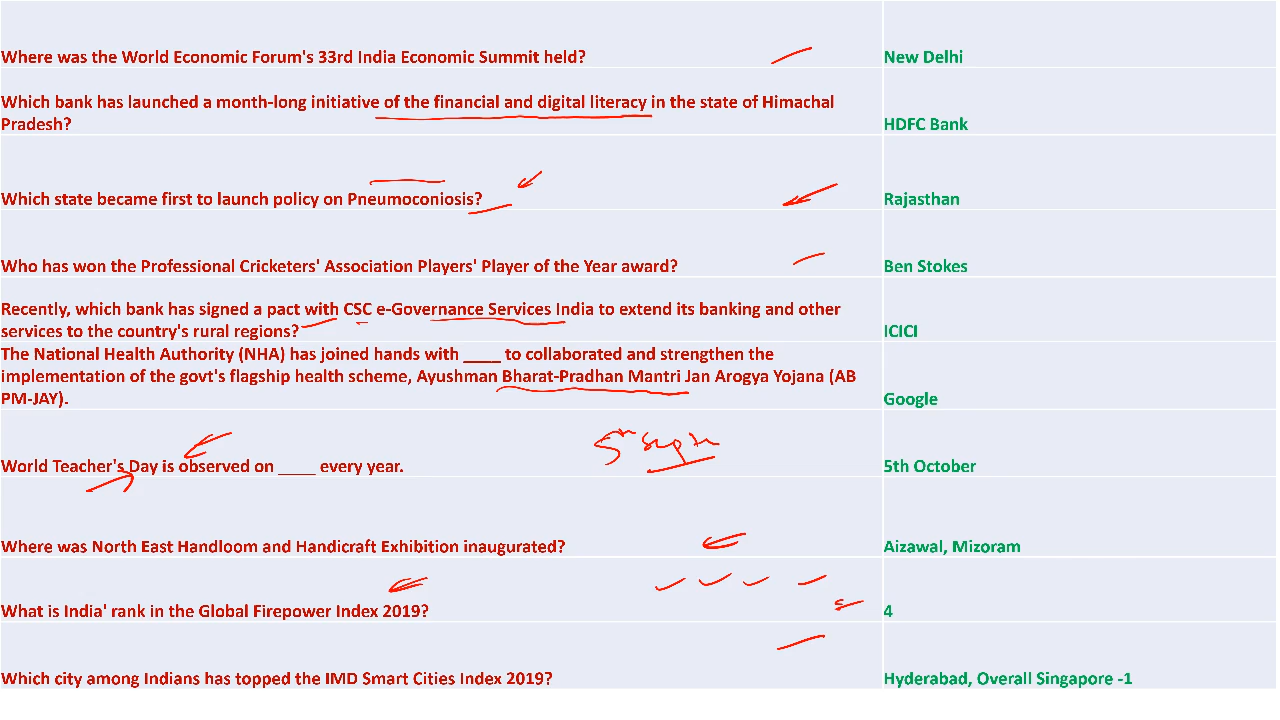 Where was the World Economic Forum's 33rd India Economic Summit held? New Delhi
Which bank has launched a month-long initiative of the financial and digital literacy in the state of Himachal
Pradesh? HDFC Bank
Which state became first to launch policy on Pneumoconiosis? Rajasthan
Who has won the Professional Cricketers' Association Players' Player of the Year award? Ben Stokes
Recently, which bank has signed a pact with CSC e-Governance Services India to extend its banking and other
services to the country's rural regions? ICICI
The National Health Authority (NHA) has joined hands with ____ to collaborated and strengthen the
implementation of the govt's flagship health scheme, Ayushman Bharat-Pradhan Mantri Jan Arogya Yojana (AB
PM-JAY). Google
5th Sept
World Teacher's Day is observed on ____ every year. 5th October
Where was North East Handloom and Handicraft Exhibition inaugurated? Aizawal, Mizoram
What is India' rank in the Global Firepower Index 2019? 4
Which city among Indians has topped the IMD Smart Cities Index 2019? Hyderabad, Overall Singapore -1